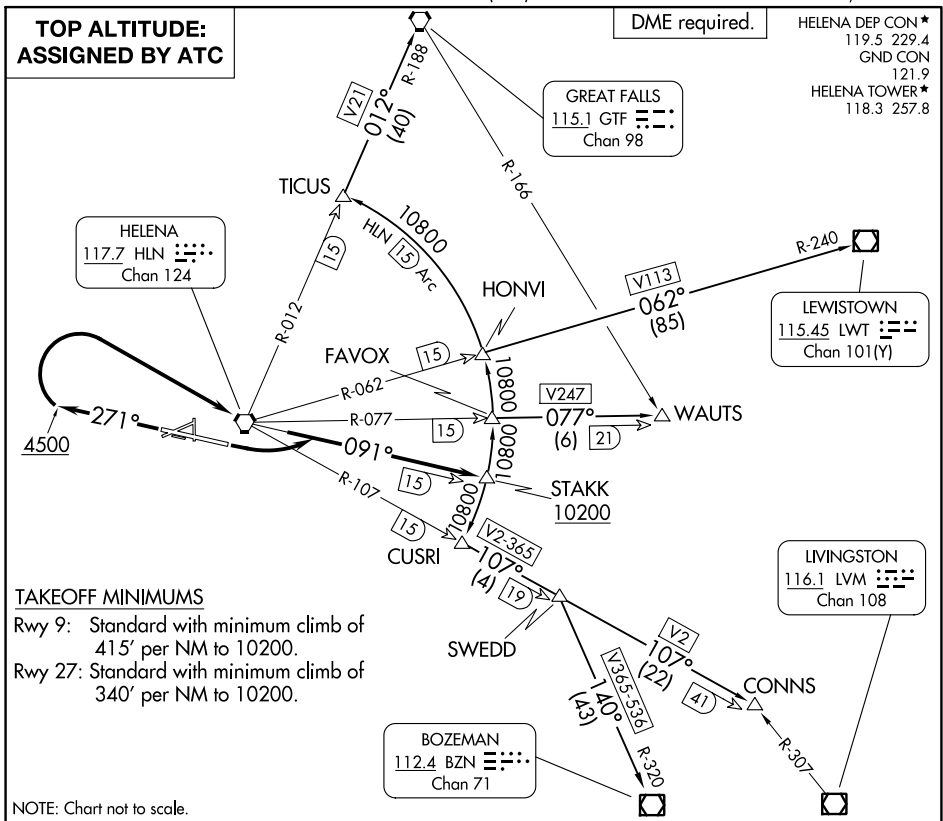 TOP ALTITUDE:
ASSIGNED BY ATC
DME required.
HELENA DEP CON ★
119.5 229.4
GND CON
121.9
HELENA TOWER ★
118.3 257.8
R-188
V21
012°
(40)
GREAT FALLS
115.1 GTF
Chan 98
TICUS
R-166
HELENA
117.7 HLN
Chan 124
15
R-012
10800
HLN 15 Arc
HONVI
R-240
V113
062°
(85)
LEWISTOWN
115.45 LWT
Chan 101(Y)
FAVOX
15
R-062
10800
R-077
15
V247
077°
(6)
21
WAUTS
271°
4500
091°
15
10800
STAKK
10200
R-107
15
10800
CUSRI
V2-365
107°
(4)
19
SWEDD
LIVINGSTON
116.1 LVM
Chan 108
TAKEOFF MINIMUMS
Rwy 9: Standard with minimum climb of
415' per NM to 10200.
Rwy 27: Standard with minimum climb of
340' per NM to 10200.
V2
107°
(22)
41
CONNS
V365-536
140°
(43)
R-320
R-307
BOZEMAN
112.4 BZN
Chan 71
NOTE: Chart not to scale.